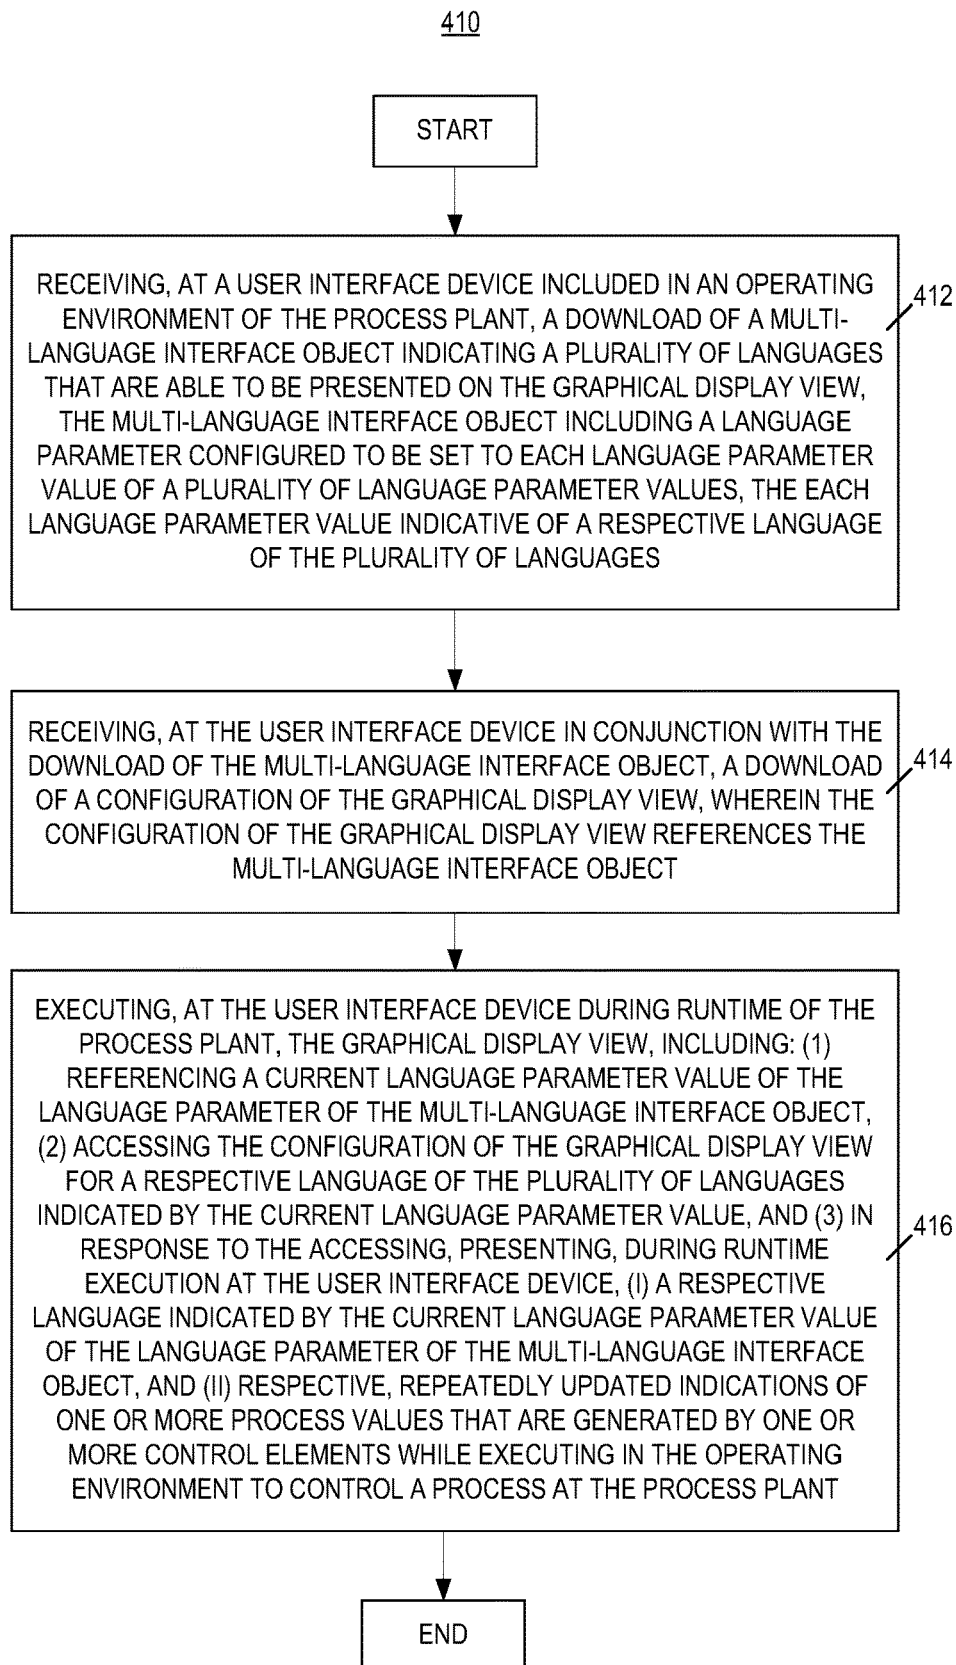 410
START
RECEIVING, AT A USER INTERFACE DEVICE INCLUDED IN AN OPERATING
ENVIRONMENT OF THE PROCESS PLANT, A DOWNLOAD OF A MULTI-
LANGUAGE INTERFACE OBJECT INDICATING A PLURALITY OF LANGUAGES
THAT ARE ABLE TO BE PRESENTED ON THE GRAPHICAL DISPLAY VIEW,
THE MULTI-LANGUAGE INTERFACE OBJECT INCLUDING A LANGUAGE
PARAMETER CONFIGURED TO BE SET TO EACH LANGUAGE PARAMETER
VALUE OF A PLURALITY OF LANGUAGE PARAMETER VALUES, THE EACH
LANGUAGE PARAMETER VALUE INDICATIVE OF A RESPECTIVE LANGUAGE
OF THE PLURALITY OF LANGUAGES
412
RECEIVING, AT THE USER INTERFACE DEVICE IN CONJUNCTION WITH THE
DOWNLOAD OF THE MULTI-LANGUAGE INTERFACE OBJECT, A DOWNLOAD
OF A CONFIGURATION OF THE GRAPHICAL DISPLAY VIEW, WHEREIN THE
CONFIGURATION OF THE GRAPHICAL DISPLAY VIEW REFERENCES THE
MULTI-LANGUAGE INTERFACE OBJECT
414
EXECUTING, AT THE USER INTERFACE DEVICE DURING RUNTIME OF THE
PROCESS PLANT, THE GRAPHICAL DISPLAY VIEW, INCLUDING: (1)
REFERENCING A CURRENT LANGUAGE PARAMETER VALUE OF THE
LANGUAGE PARAMETER OF THE MULTI-LANGUAGE INTERFACE OBJECT,
(2) ACCESSING THE CONFIGURATION OF THE GRAPHICAL DISPLAY VIEW
FOR A RESPECTIVE LANGUAGE OF THE PLURALITY OF LANGUAGES
INDICATED BY THE CURRENT LANGUAGE PARAMETER VALUE, AND (3) IN
RESPONSE TO THE ACCESSING, PRESENTING, DURING RUNTIME
EXECUTION AT THE USER INTERFACE DEVICE, (I) A RESPECTIVE
LANGUAGE INDICATED BY THE CURRENT LANGUAGE PARAMETER VALUE
OF THE LANGUAGE PARAMETER OF THE MULTI-LANGUAGE INTERFACE
OBJECT, AND (II) RESPECTIVE, REPEATEDLY UPDATED INDICATIONS OF
ONE OR MORE PROCESS VALUES THAT ARE GENERATED BY ONE OR
MORE CONTROL ELEMENTS WHILE EXECUTING IN THE OPERATING
ENVIRONMENT TO CONTROL A PROCESS AT THE PROCESS PLANT
416
END